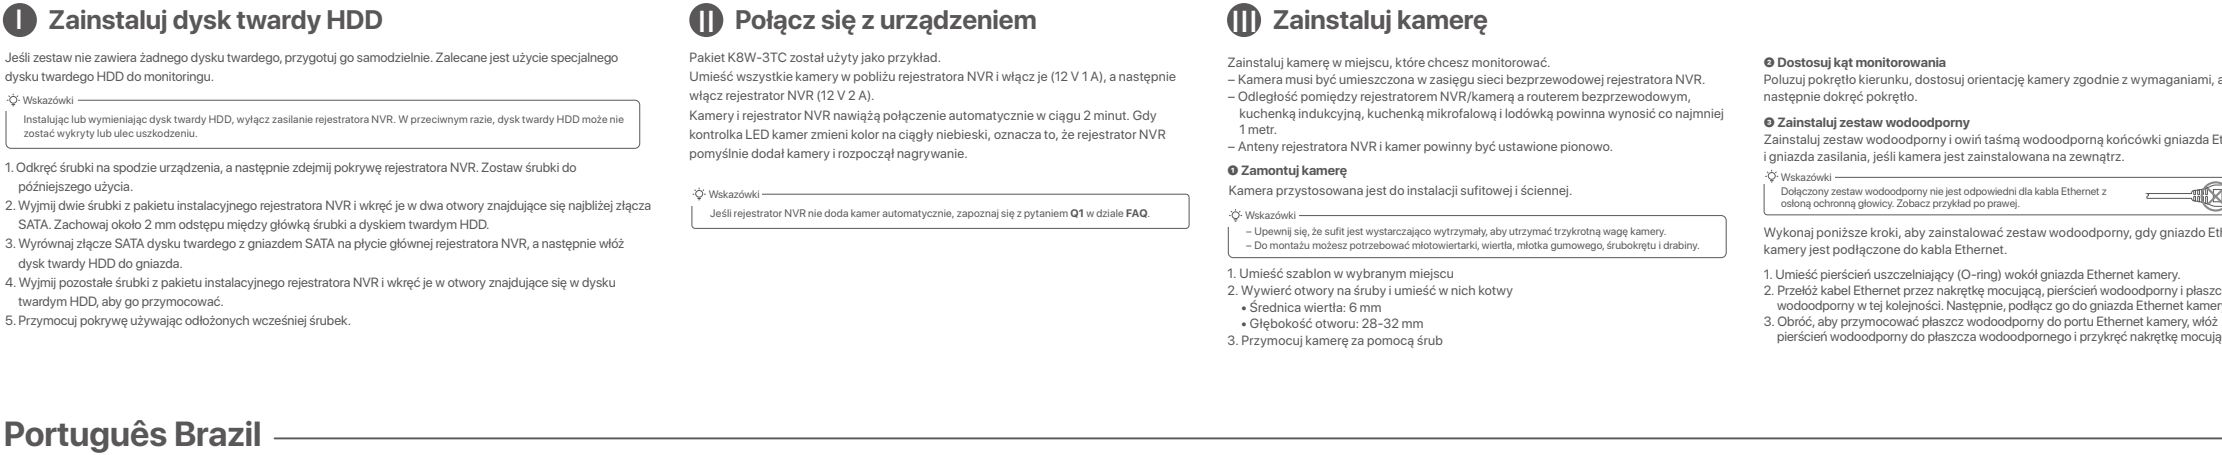 I Zainstaluj dysk twardy HDD
Jeśli zestaw nie zawiera żadnego dysku twardego, przygotuj go samodzielnie. Zalecane jest użycie specjalnego
dysku twardego HDD do monitoringu.
Wskazówki
Instalując lub wymieniając dysk twardy HDD, wyłącz zasilanie rejestratora NVR. W przeciwnym razie, dysk twardy HDD może nie
zostać wykryty lub ulec uszkodzeniu.
1. Odkręć śrubki na spodzie urządzenia, a następnie zdejmij pokrywę rejestratora NVR. Zostaw śrubki do
późniejszego użycia.
2. Wyjmij dwie śrubki z pakietu instalacyjnego rejestratora NVR i wkręć je w dwa otwory znajdujące się najbliżej złącza
SATA. Zachowaj około 2 mm odstępu między główką śrubki a dyskiem twardym HDD.
3. Wyrównaj złącze SATA dysku twardego z gniazdem SATA na płycie głównej rejestratora NVR, a następnie włóż
dysk twardy HDD do gniazda.
4. Wyjmij pozostałe śrubki z pakietu instalacyjnego rejestratora NVR i wkręć je w otwory znajdujące się w dysku
twardym HDD, aby go przymocować.
5. Przymocuj pokrywę używając odłożonych wcześniej śrubek.
II Połącz się z urządzeniem
Pakiet K8W-3TC został użyty jako przykład.
Umieść wszystkie kamery w pobliżu rejestratora NVR i włącz je (12 V 1 A), a następnie
włącz rejestrator NVR (12 V 2 A).
Kamery i rejestrator NVR nawiążą połączenie automatycznie w ciągu 2 minut. Gdy
kontrolka LED kamer zmieni kolor na ciągły niebieski, oznacza to, że rejestrator NVR
pomyślnie dodał kamery i rozpoczął nagrywanie.
Wskazówki
Jeśli rejestrator NVR nie doda kamer automatycznie, zapoznaj się z pytaniem Q1 w dziale FAQ.
III Zainstaluj kamerę
Zainstaluj kamerę w miejscu, które chcesz monitorować.
– Kamera musi być umieszczona w zasięgu sieci bezprzewodowej rejestratora NVR.
– Odległość pomiędzy rejestratorem NVR/kamerą a routerem bezprzewodowym,
kuchenką indukcyjną, kuchenką mikrofalową i lodówką powinna wynosić co najmniej
1 metr.
– Anteny rejestratora NVR i kamer powinny być ustawione pionowo.
❶ Zamontuj kamerę
Kamera przystosowana jest do instalacji sufitowej i ściennej.
Wskazówki
– Upewnij się, że sufit jest wystarczająco wytrzymały, aby utrzymać trzykrotną wagę kamery.
– Do montażu możesz potrzebować młotowiertarki, wiertła, młotka gumowego, śrubokrętu i drabiny.
1. Umieść szablon w wybranym miejscu
2. Wywierć otwory na śruby i umieść w nich kotwy
• Średnica wiertła: 6 mm
• Głębokość otworu: 28-32 mm
3. Przymocuj kamerę za pomocą śrub
❷ Dostosuj kąt monitorowania
Poluzuj pokrętło kierunku, dostosuj orientację kamery zgodnie z wymaganiami, a
następnie dokręć pokrętło.
❸ Zainstaluj zestaw wodoodporny
Zainstaluj zestaw wodoodporny i owiń taśmą wodoodporną końcówki gniazda Et
i gniazda zasilania, jeśli kamera jest zainstalowana na zewnątrz.
Wskazówki
Dołączony zestaw wodoodporny nie jest odpowiedni dla kabla Ethernet z
osłoną ochronną głowicy. Zobacz przykład po prawej.
Wykonaj poniższe kroki, aby zainstalować zestaw wodoodporny, gdy gniazdo Et
kamery jest podłączone do kabla Ethernet.
1. Umieść pierścień uszczelniający (O-ring) wokół gniazda Ethernet kamery.
2. Przełóż kabel Ethernet przez nakrętkę mocującą, pierścień wodoodporny i płaszc
wodoodporny w tej kolejności. Następnie, podłącz go do gniazda Ethernet kamer
3. Obróć, aby przymocować płaszcz wodoodporny do portu Ethernet kamery, włóż
pierścień wodoodporny do płaszcza wodoodpornego i przykręć nakrętkę mocują
Português Brazil